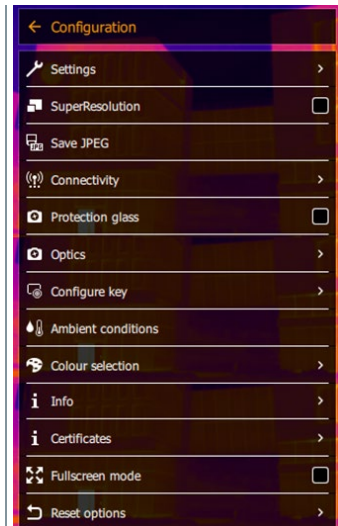 Configuration
Settings
SuperResolution
Save JPEG
Connectivity
Protection glass
Optics
Configure key
Ambient conditions
Colour selection
Info
Certificates
Fullscreen mode
Reset options